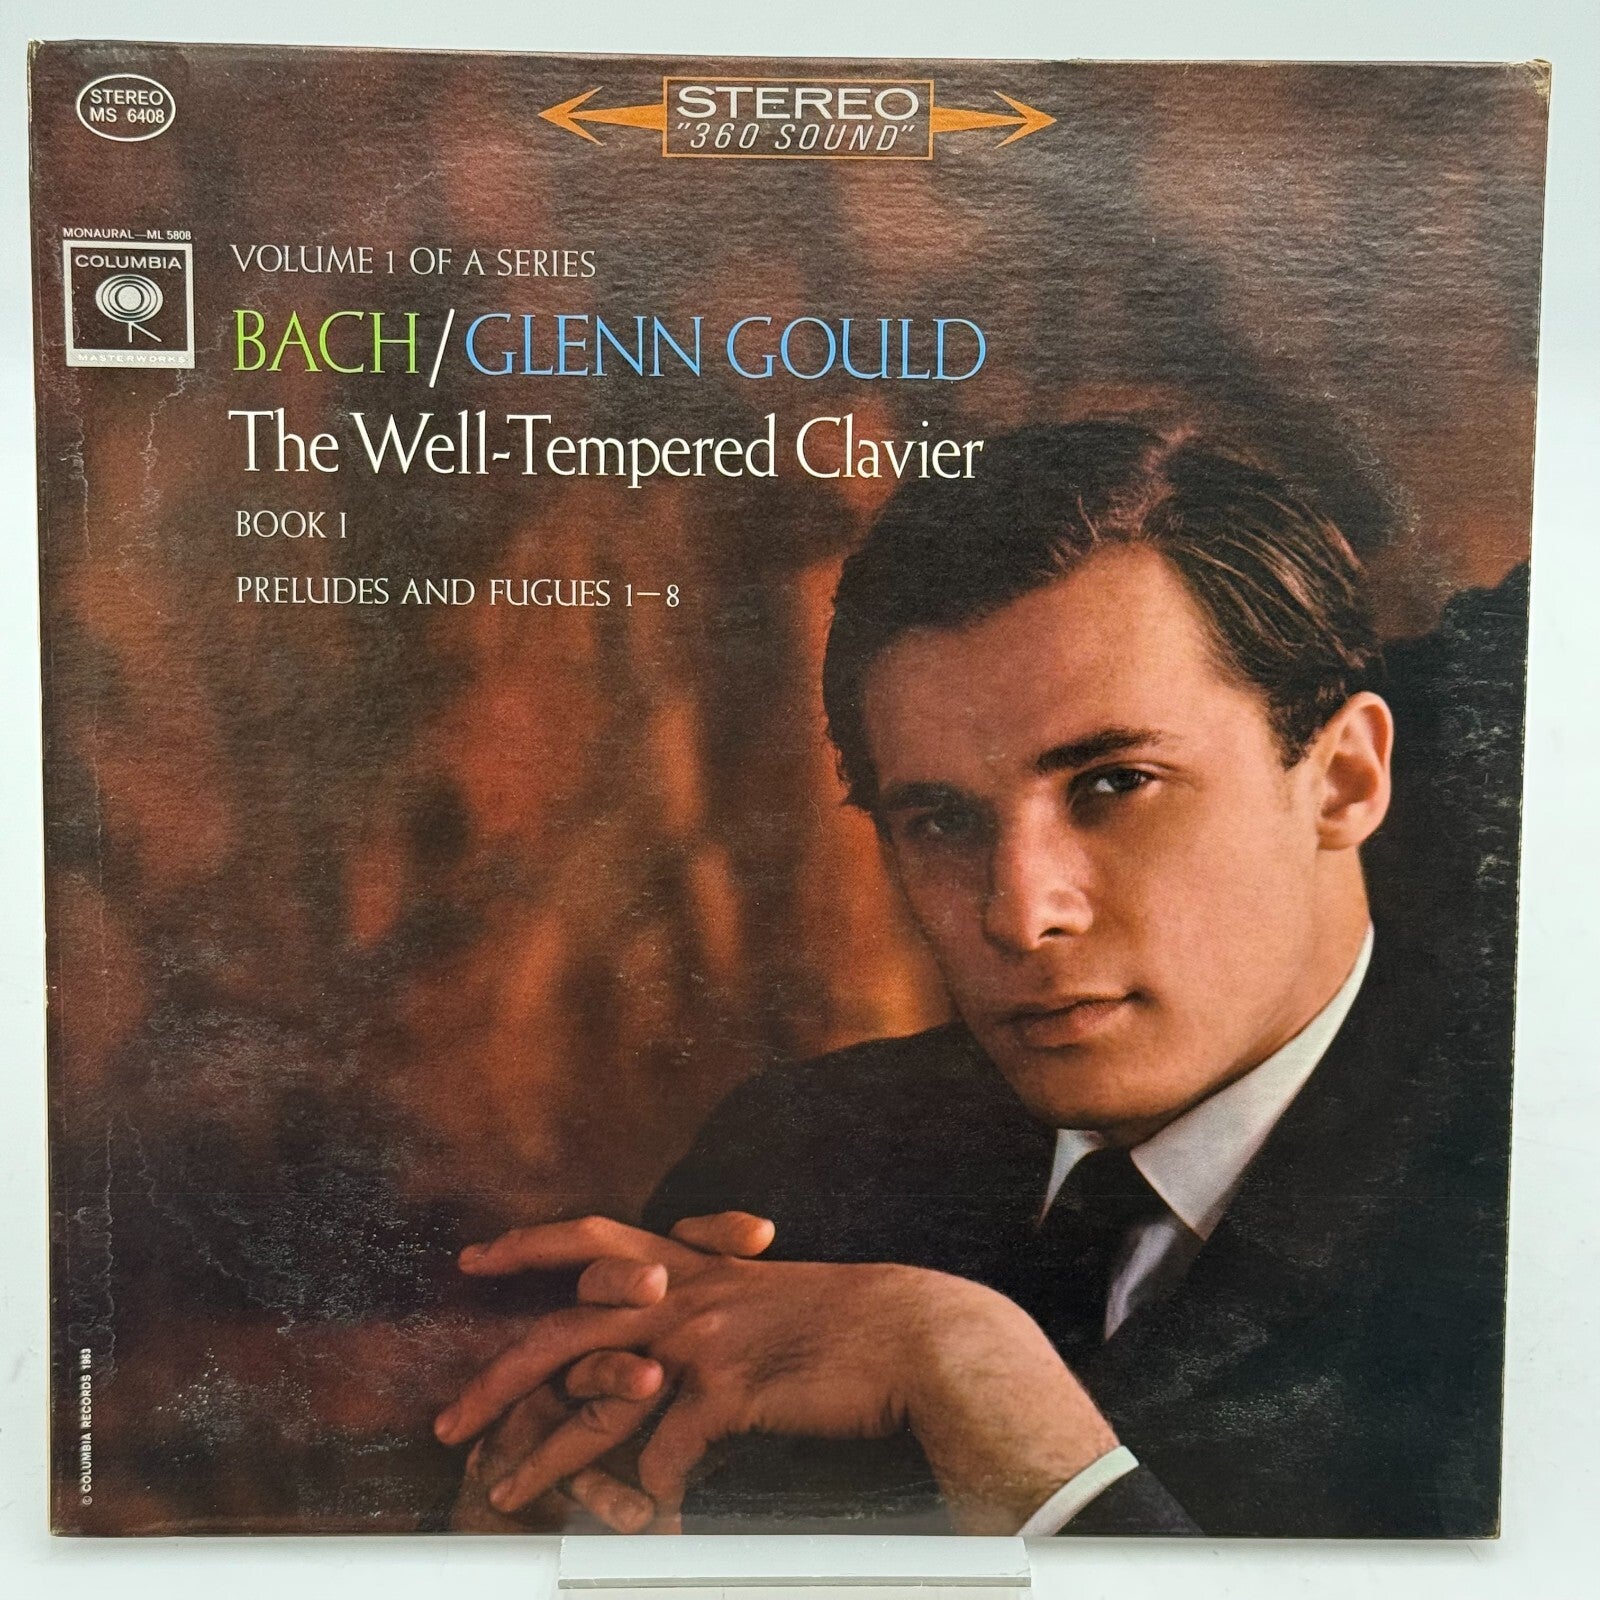 STEREO
MS 6408
STEREO
"360 SOUND"
MONAURAL—ML 5808
COLUMBIA
MASTERWORKS
VOLUME 1 OF A SERIES
BACH/GLENN GOULD
The Well-Tempered Clavier
BOOK I
PRELUDES AND FUGUES 1–8
© COLUMBIA RECORDS 1963